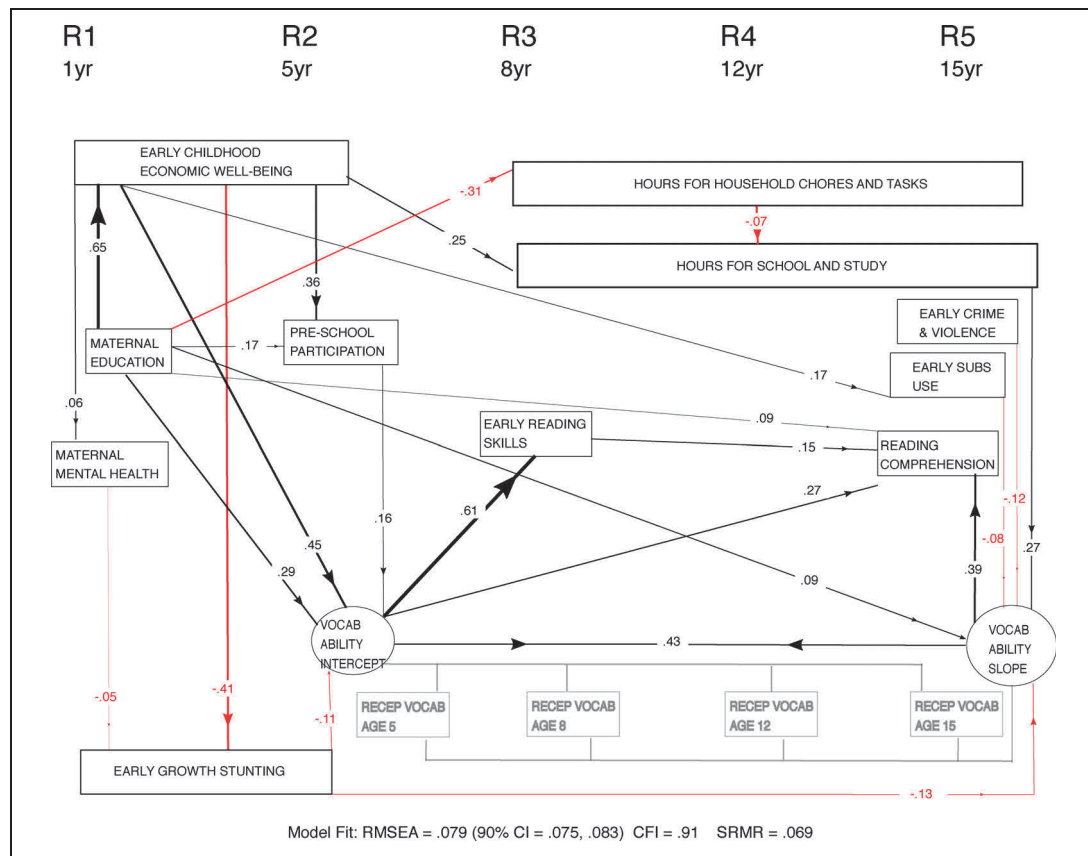 R1 R2 R3 R4 R5
1yr 5yr 8yr 12yr 15yr
EARLY CHILDHOOD
ECONOMIC WELL-BEING
HOURS FOR HOUSEHOLD CHORES AND TASKS
-.31
-.07
.25
.65
HOURS FOR SCHOOL AND STUDY
.36
EARLY CRIME
& VIOLENCE
MATERNAL
EDUCATION
.17
PRE-SCHOOL
PARTICIPATION
.17
EARLY SUBS
USE
.06
.09
EARLY READING
SKILLS
.15
READING
COMPREHENSION
MATERNAL
MENTAL HEALTH
.27
-.12
.16
.61
-.08
.27
.45
.29
.39
.09
VOCAB
ABILITY
INTERCEPT
.43
VOCAB
ABILITY
SLOPE
-.05
-.41
-.11
RECEP VOCAB
AGE 5
RECEP VOCAB
AGE 8
RECEP VOCAB
AGE 12
RECEP VOCAB
AGE 15
EARLY GROWTH STUNTING
-.13
Model Fit: RMSEA = .079 (90% CI = .075, .083) CFI = .91 SRMR = .069